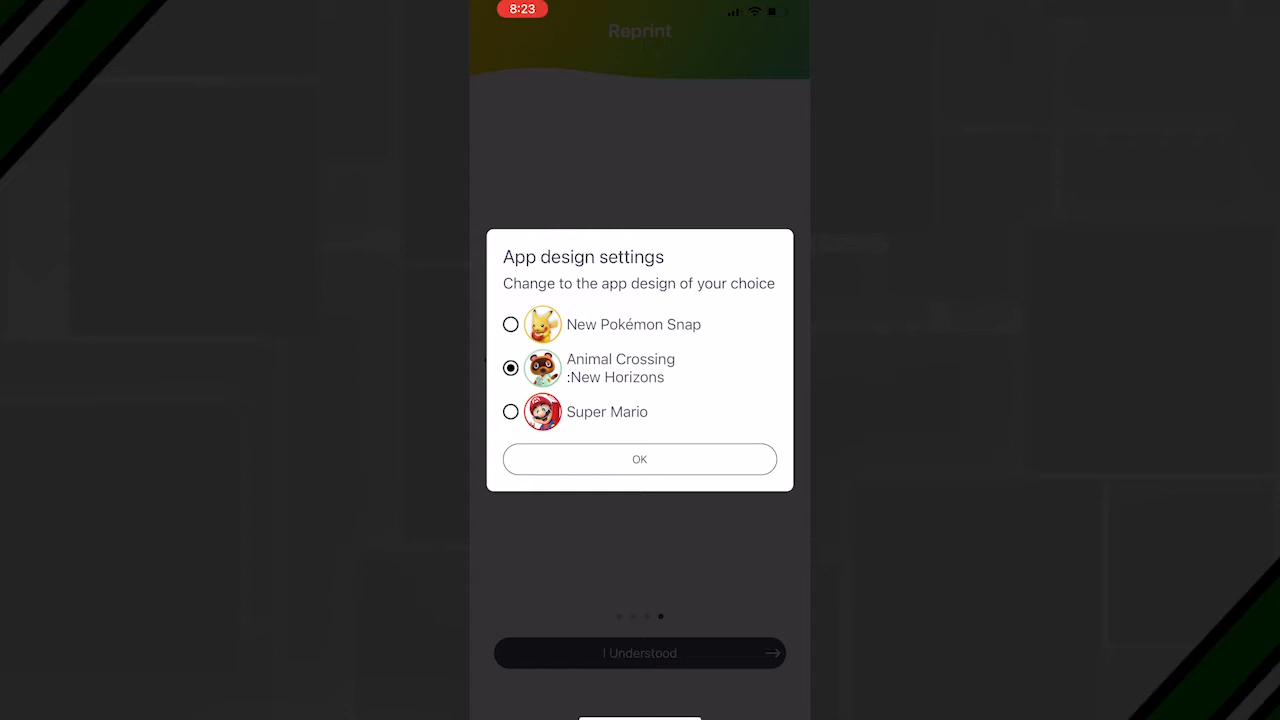 8:23
Reprint
App design settings
Change to the app design of your choice
New Pokémon Snap
Animal Crossing
:New Horizons
Super Mario
OK
I Understood